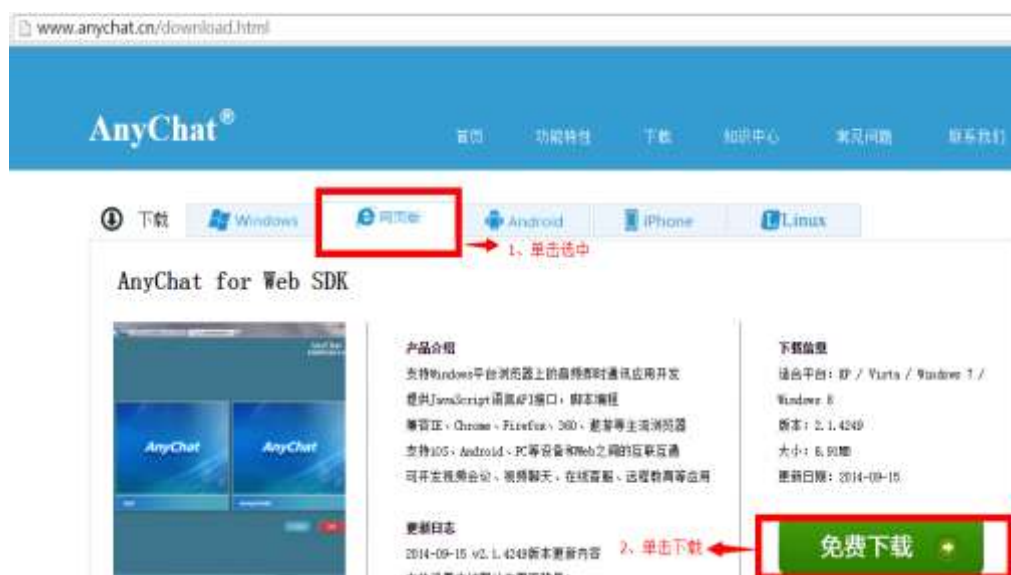 www.anychat.cn/download.html
AnyChat®
首页 功能特性 下载 知识中心 常见问题 联系我们
下载 Windows 网页版 Android iPhone Linux
1、单击选中
AnyChat for Web SDK
AnyChat AnyChat
产品介绍
支持Windows平台浏览器上的音频即时通讯应用开发
提供JavaScript语言API接口，脚本编程
兼容IE、Chrome、Firefox、360、遨游等主流浏览器
支持iOS、Android、PC等设备和Web之间的互联互通
可开发视频会议、视频聊天、在线客服、远程教育等应用
更新日志
2014-09-15 v2.1.4249版本更新内容
下载信息
适合平台：XP / Vista / Windows 7 /
Windows 8
版本：2.1.4249
大小：8.91MB
更新日期：2014-09-15
2、单击下载
免费下载